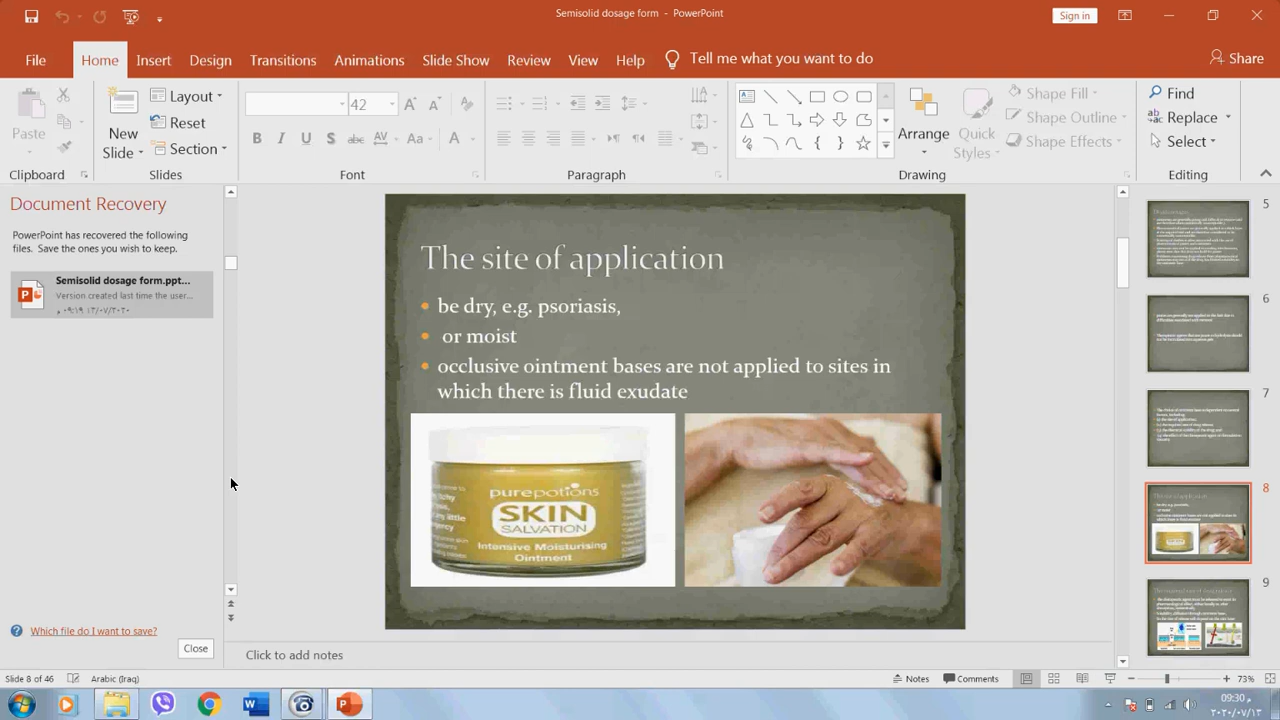 Semisolid dosage form - PowerPoint
Sign in
File
Home
Insert
Design
Transitions
Animations
Slide Show
Review
View
Help
Tell me what you want to do
Share
Paste
New
Slide
Layout
Reset
Section
42
Arrange
Quick
Styles
Shape Fill
Shape Outline
Shape Effects
Find
Replace
Select
Clipboard
Slides
Font
Paragraph
Drawing
Editing
Document Recovery
PowerPoint has recovered the following
files. Save the ones you wish to keep.
Semisolid dosage form.ppt...
Version created last time the user...
Which file do I want to save?
Close
The site of application
be dry, e.g. psoriasis,
or moist
occlusive ointment bases are not applied to sites in
which there is fluid exudate
purepotions
SKIN
SALVATION
Intensive Moisturising
Ointment
5
6
7
8
9
Click to add notes
Slide 8 of 46
Arabic (Iraq)
Notes
Comments
73%
09:30 م
٢٠٢٠/٠٧/١٣